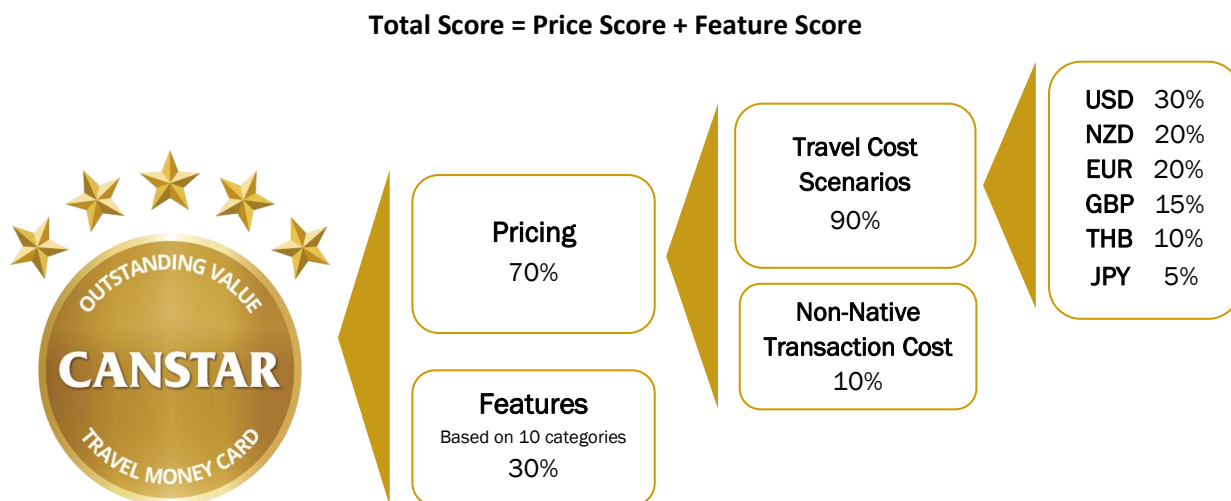 Total Score = Price Score + Feature Score
OUTSTANDING VALUE
CANSTAR
TRAVEL MONEY CARD
Pricing
70%
Features
Based on 10 categories
30%
Travel Cost
Scenarios
90%
Non-Native
Transaction Cost
10%
USD 30%
NZD 20%
EUR 20%
GBP 15%
THB 10%
JPY 5%